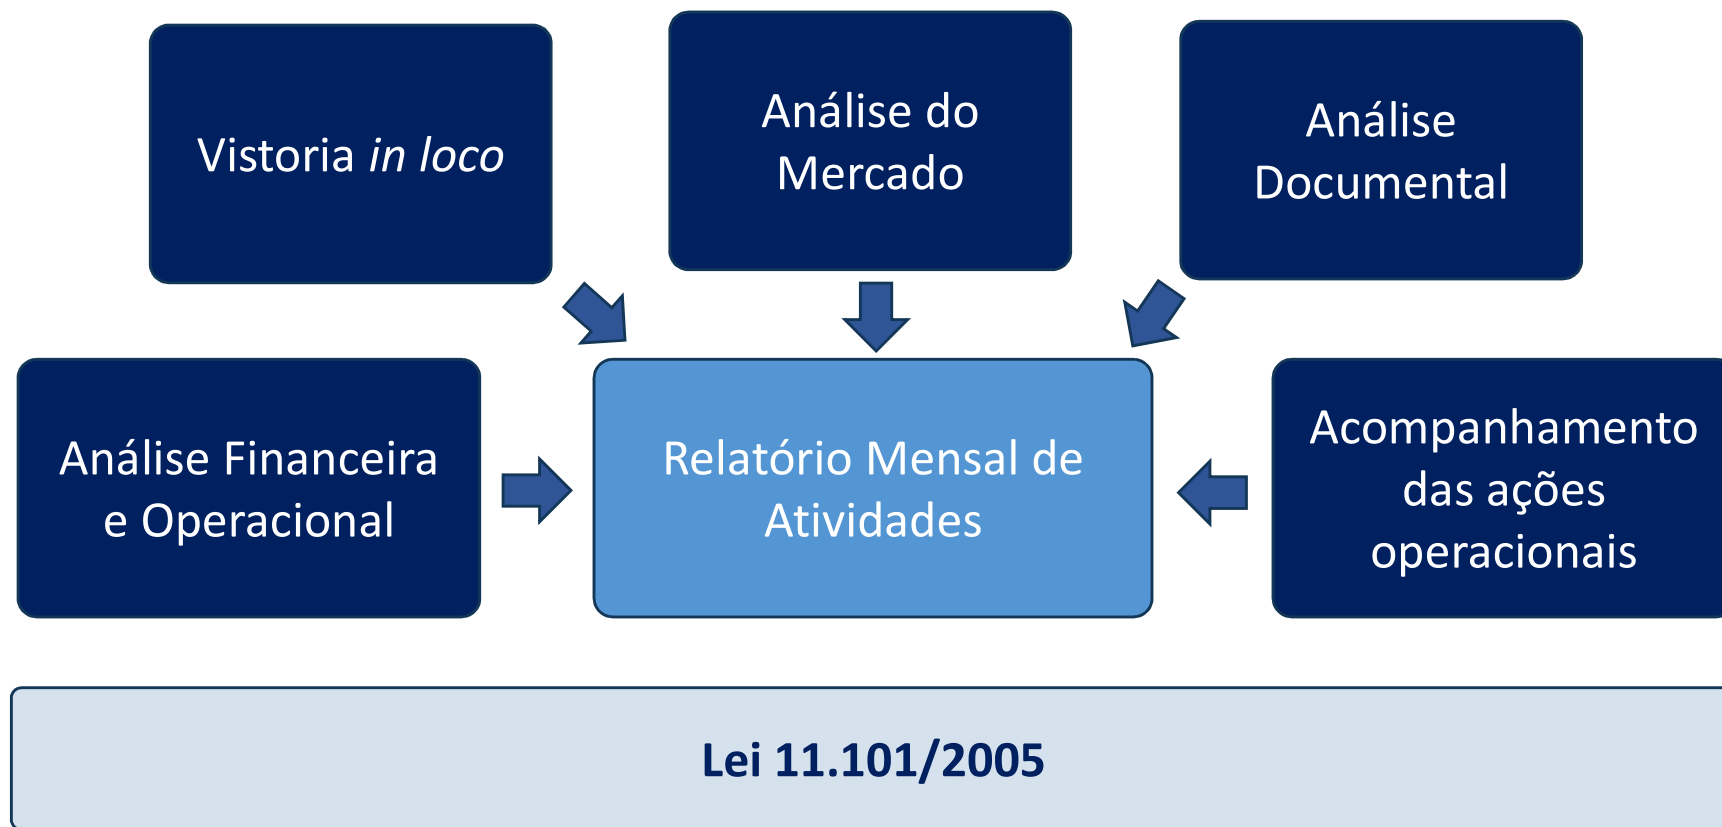 Vistoria in loco
Análise do
Mercado
Análise
Documental
Análise Financeira
e Operacional
Relatório Mensal de
Atividades
Acompanhamento
das ações
operacionais
Lei 11.101/2005